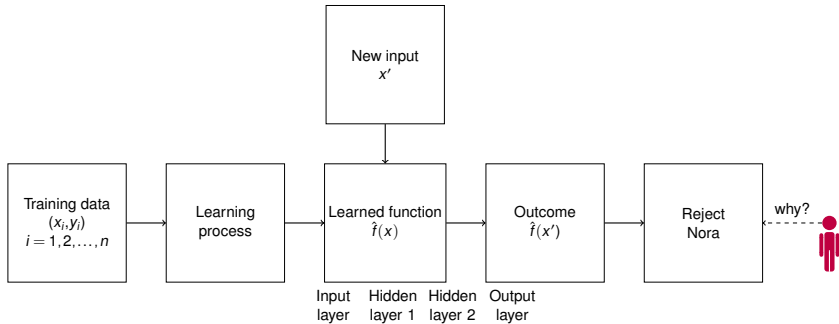 New input
x′
Training data
(xᵢ,yᵢ)
i = 1,2,…,n
Learning
process
Learned function
f̂(x)
Outcome
f̂(x′)
Reject
Nora
why?
Input
layer
Hidden
layer 1
Hidden
layer 2
Output
layer